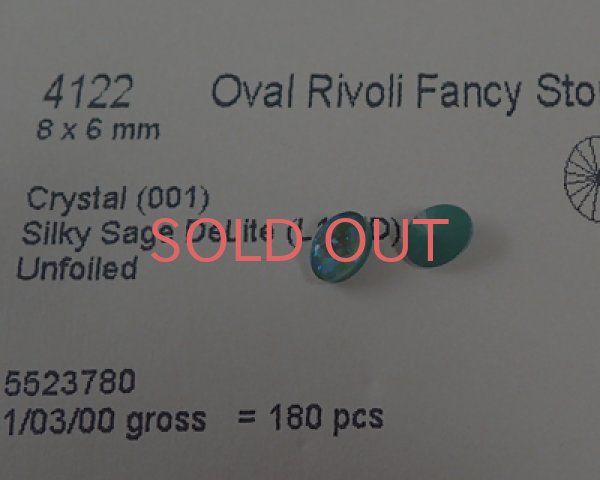 4122 Oval Rivoli Fancy
8 x 6 mm
Crystal (001)
Silky Sage DeLite
SOLD OUT
Unfoiled
5523780
1/03/00 gross = 180 pcs